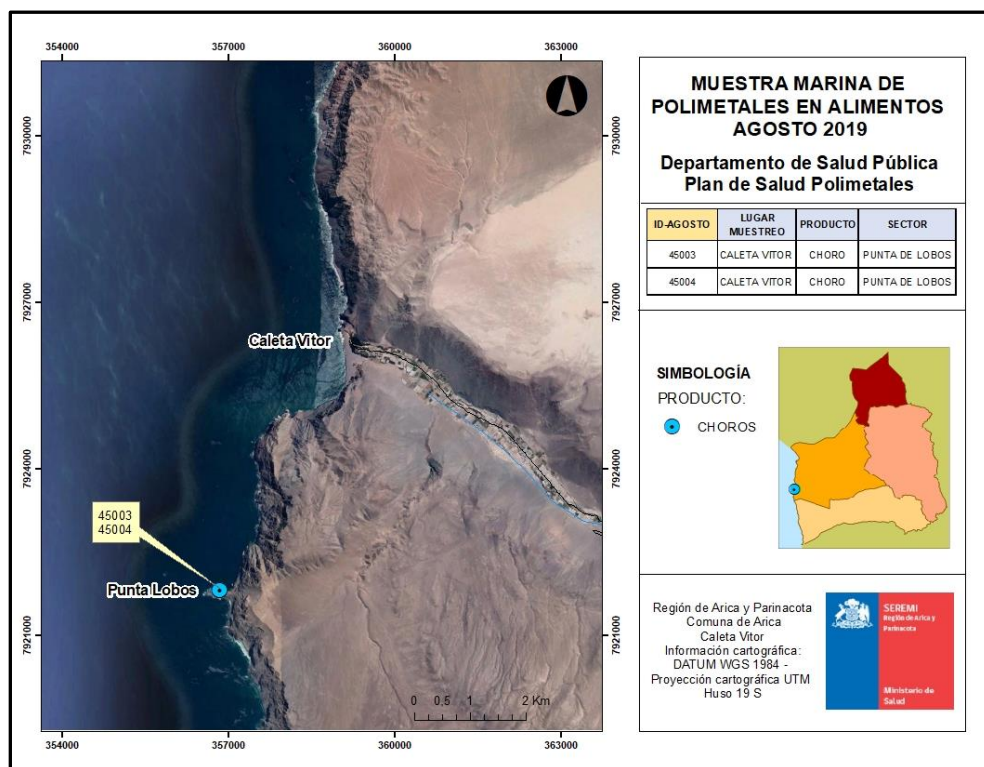 354000
357000
360000
363000
7930000
7927000
7924000
7921000
Caleta Vitor
45003
45004
Punta Lobos
0 0,5 1 2 Km
7930000
7927000
7924000
7921000
354000
357000
360000
363000
MUESTRA MARINA DE
POLIMETALES EN ALIMENTOS
AGOSTO 2019
Departamento de Salud Pública
Plan de Salud Polimetales
ID-AGOSTO LUGAR MUESTREO PRODUCTO SECTOR
45003 CALETA VITOR CHORO PUNTA DE LOBOS
45004 CALETA VITOR CHORO PUNTA DE LOBOS
SIMBOLOGÍA
PRODUCTO:
CHOROS
Región de Arica y Parinacota
Comuna de Arica
Caleta Vitor
Información cartográfica:
DATUM WGS 1984 -
Proyección cartográfica UTM
Huso 19 S
SEREMI
Región de Arica y
Parinacota
Ministerio de
Salud